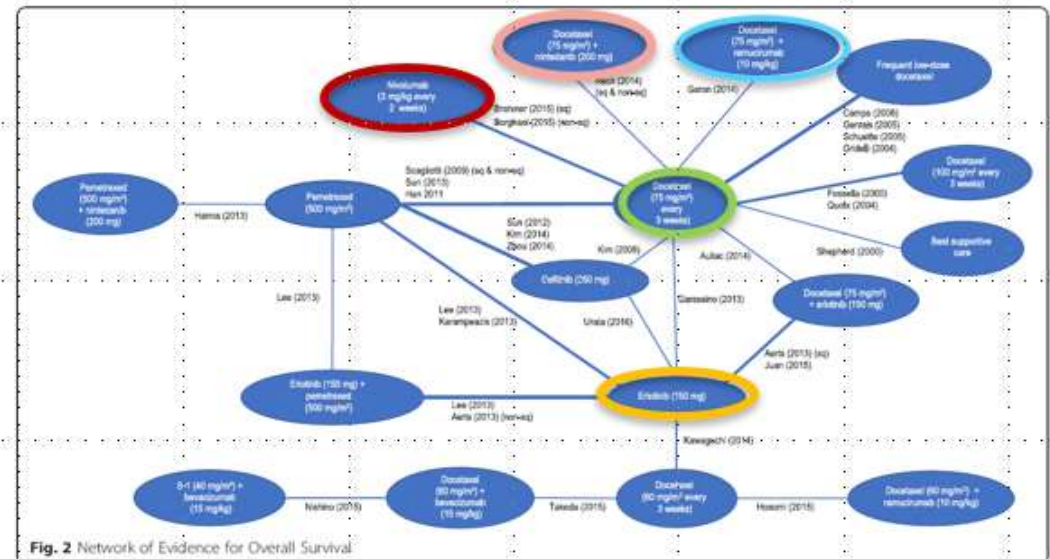 Docetaxel
(75 mg/m²) +
nintedanib (200 mg)
Docetaxel
(75 mg/m²) +
ramucirumab
(10 mg/kg)
Frequent low-dose
docetaxel
Nivolumab
(3 mg/kg every
2 weeks)
Reck (2014)
(sq & non-sq)
Garon (2014)
Brahmer (2015) (sq)
Borghaei (2015) (non-sq)
Camps (2006)
Gervais (2005)
Schuette (2005)
Gridelli (2004)
Scagliotti (2009) (sq & non-sq)
Sun (2013)
Han 2011
Docetaxel
(100 mg/m² every
3 weeks)
Pemetrexed
(500 mg/m²)
+ nintedanib
(200 mg)
Hanna (2013)
Pemetrexed
(500 mg/m²)
Docetaxel
(75 mg/m²)
every
3 weeks)
Fossella (2000)
Quoix (2004)
Sun (2012)
Kim (2014)
Zhou (2014)
Kim (2008)
Auliac (2014)
Shepherd (2000)
Best supportive
care
Gefitinib (250 mg)
Lee (2013)
Lee (2013)
Karampeazis (2013)
Urata (2016)
Garassino (2013)
Docetaxel (75 mg/m²)
+ erlotinib (150 mg)
Aerts (2013) (sq)
Juan (2015)
Erlotinib (150 mg) +
pemetrexed
(500 mg/m²)
Lee (2013)
Aerts (2013) (non-sq)
Erlotinib (150 mg)
Kawaguchi (2014)
S-1 (40 mg/m²) +
bevacizumab
(15 mg/kg)
Nishino (2015)
Docetaxel
(60 mg/m²) +
bevacizumab
(15 mg/kg)
Takeda (2015)
Docetaxel
(60 mg/m² every
3 weeks)
Hosomi (2015)
Docetaxel (60 mg/m²) +
ramucirumab (10 mg/kg)
Fig. 2 Network of Evidence for Overall Survival